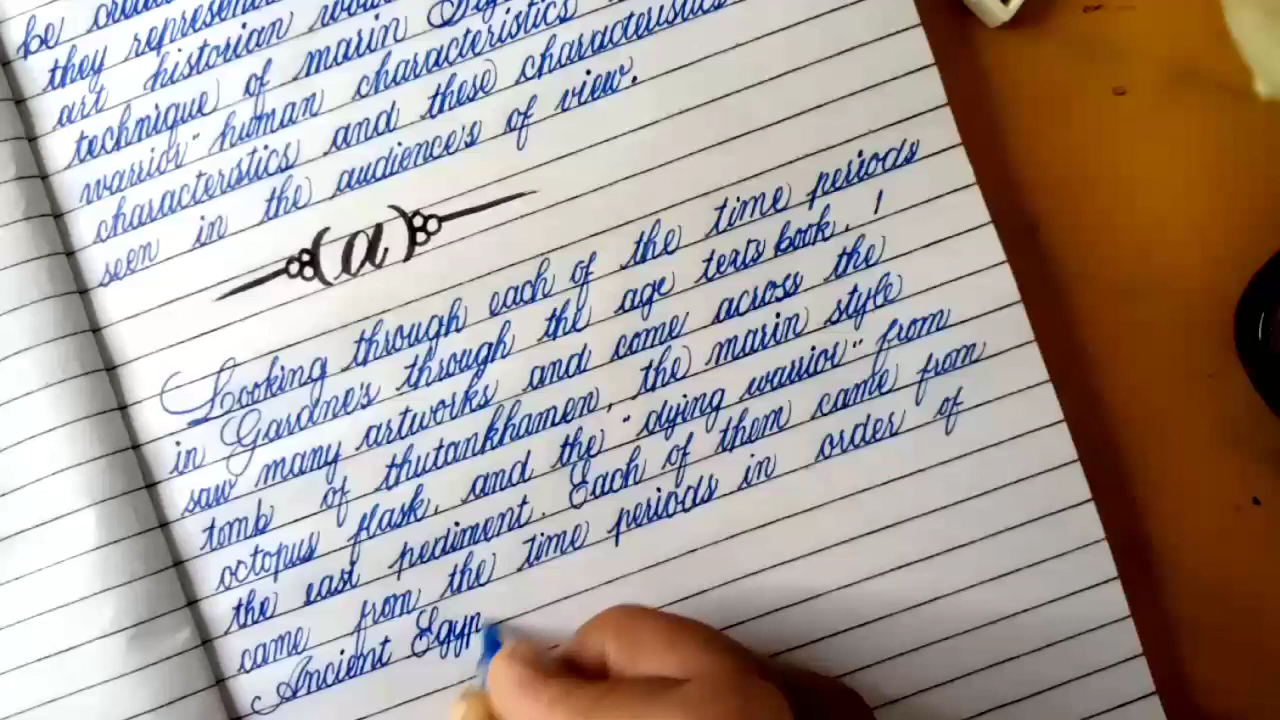 be
they represent
art historian
technique of marin
warrior" human characteristics
characteristics and these characteristics
seen in the audience's of view.
(a)
Looking through each of the time periods
in Gardine's through the age texts book. I
saw many artworks and come across the
tomb of thutankhamen, the marin style
octopus flask, and the "dying warrior" from
the east pediment. Each of them came from
came from the time periods in order of
Ancient Egyp